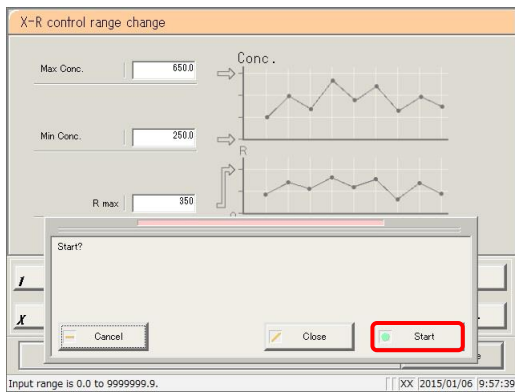 X-R control range change
Conc.
Max Conc. 650.0
Min Conc. 250.0
R
R max 350
Start?
1
X
Cancel Close Start
Input range is 0.0 to 9999999.9. XX 2015/01/06 9:57:39